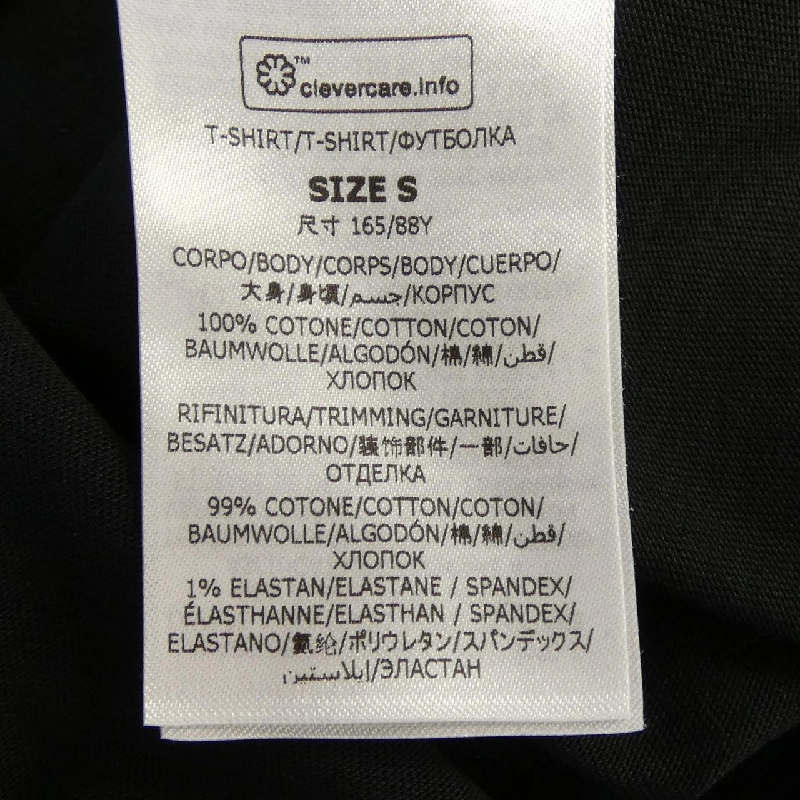 ™ clevercare.info
T-SHIRT/T-SHIRT/ФУТБОЛКА
SIZE S
尺寸 165/88Y
CORPO/BODY/CORPS/BODY/CUERPO/
大身/身頃/جسم/КОРПУС
100% COTONE/COTTON/COTON/
BAUMWOLLE/ALGODÓN/棉/綿/قطن/
ХЛОПОК
RIFINITURA/TRIMMING/GARNITURE/
BESATZ/ADORNO/装饰部件/一部/حافات/
ОТДЕЛКА
99% COTONE/COTTON/COTON/
BAUMWOLLE/ALGODÓN/棉/綿/قطن/
ХЛОПОК
1% ELASTAN/ELASTANE / SPANDEX/
ÉLASTHANNE/ELASTHAN / SPANDEX/
ELASTANO/氨纶/ポリウレタン/スパンデックス/
إيلاستين/ЭЛАСТАН